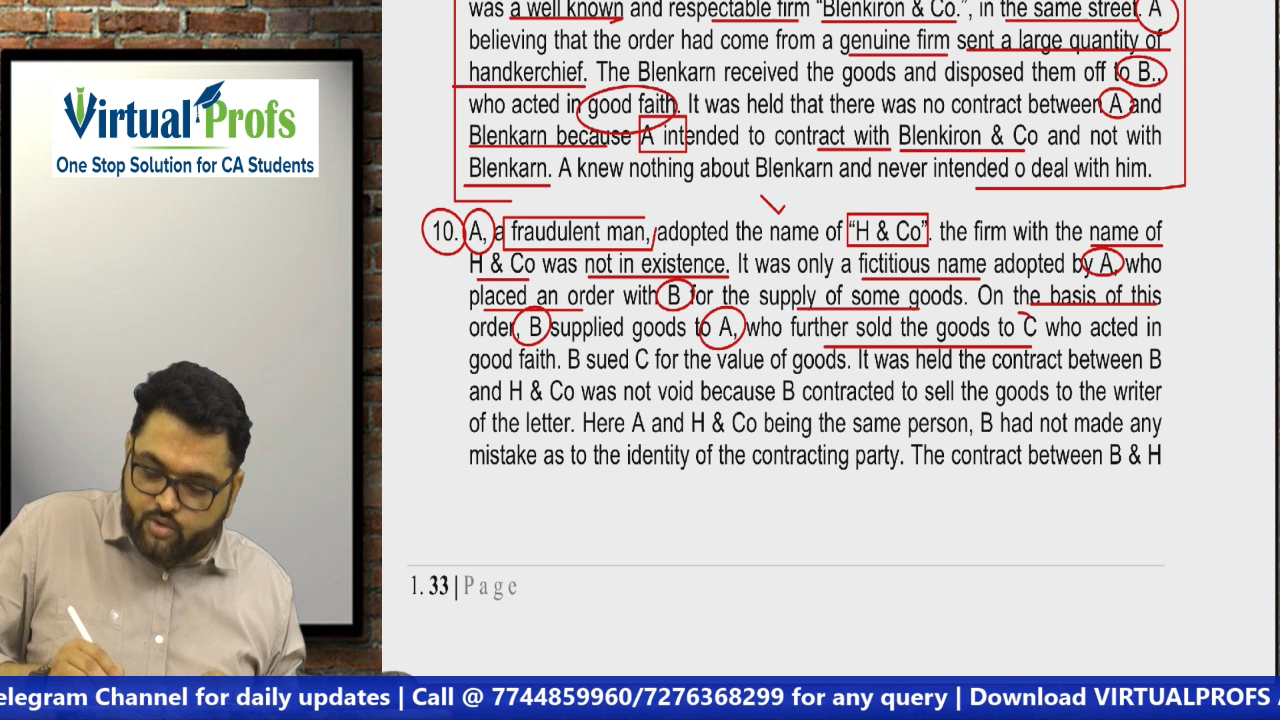 was a well known and respectable firm “Blenkiron & Co.”, in the same street. A
believing that the order had come from a genuine firm sent a large quantity of
handkerchief. The Blenkarn received the goods and disposed them off to B..
who acted in good faith. It was held that there was no contract between A and
Blenkarn because A intended to contract with Blenkiron & Co and not with
Blenkarn. A knew nothing about Blenkarn and never intended o deal with him.
10. A, a fraudulent man, adopted the name of “H & Co”. the firm with the name of
H & Co was not in existence. It was only a fictitious name adopted by A, who
placed an order with B for the supply of some goods. On the basis of this
order, B supplied goods to A, who further sold the goods to C who acted in
good faith. B sued C for the value of goods. It was held the contract between B
and H & Co was not void because B contracted to sell the goods to the writer
of the letter. Here A and H & Co being the same person, B had not made any
mistake as to the identity of the contracting party. The contract between B & H
1. 33 | Page
Virtual Profs
One Stop Solution for CA Students
elegram Channel for daily updates | Call @ 7744859960/7276368299 for any query | Download VIRTUALPROFS